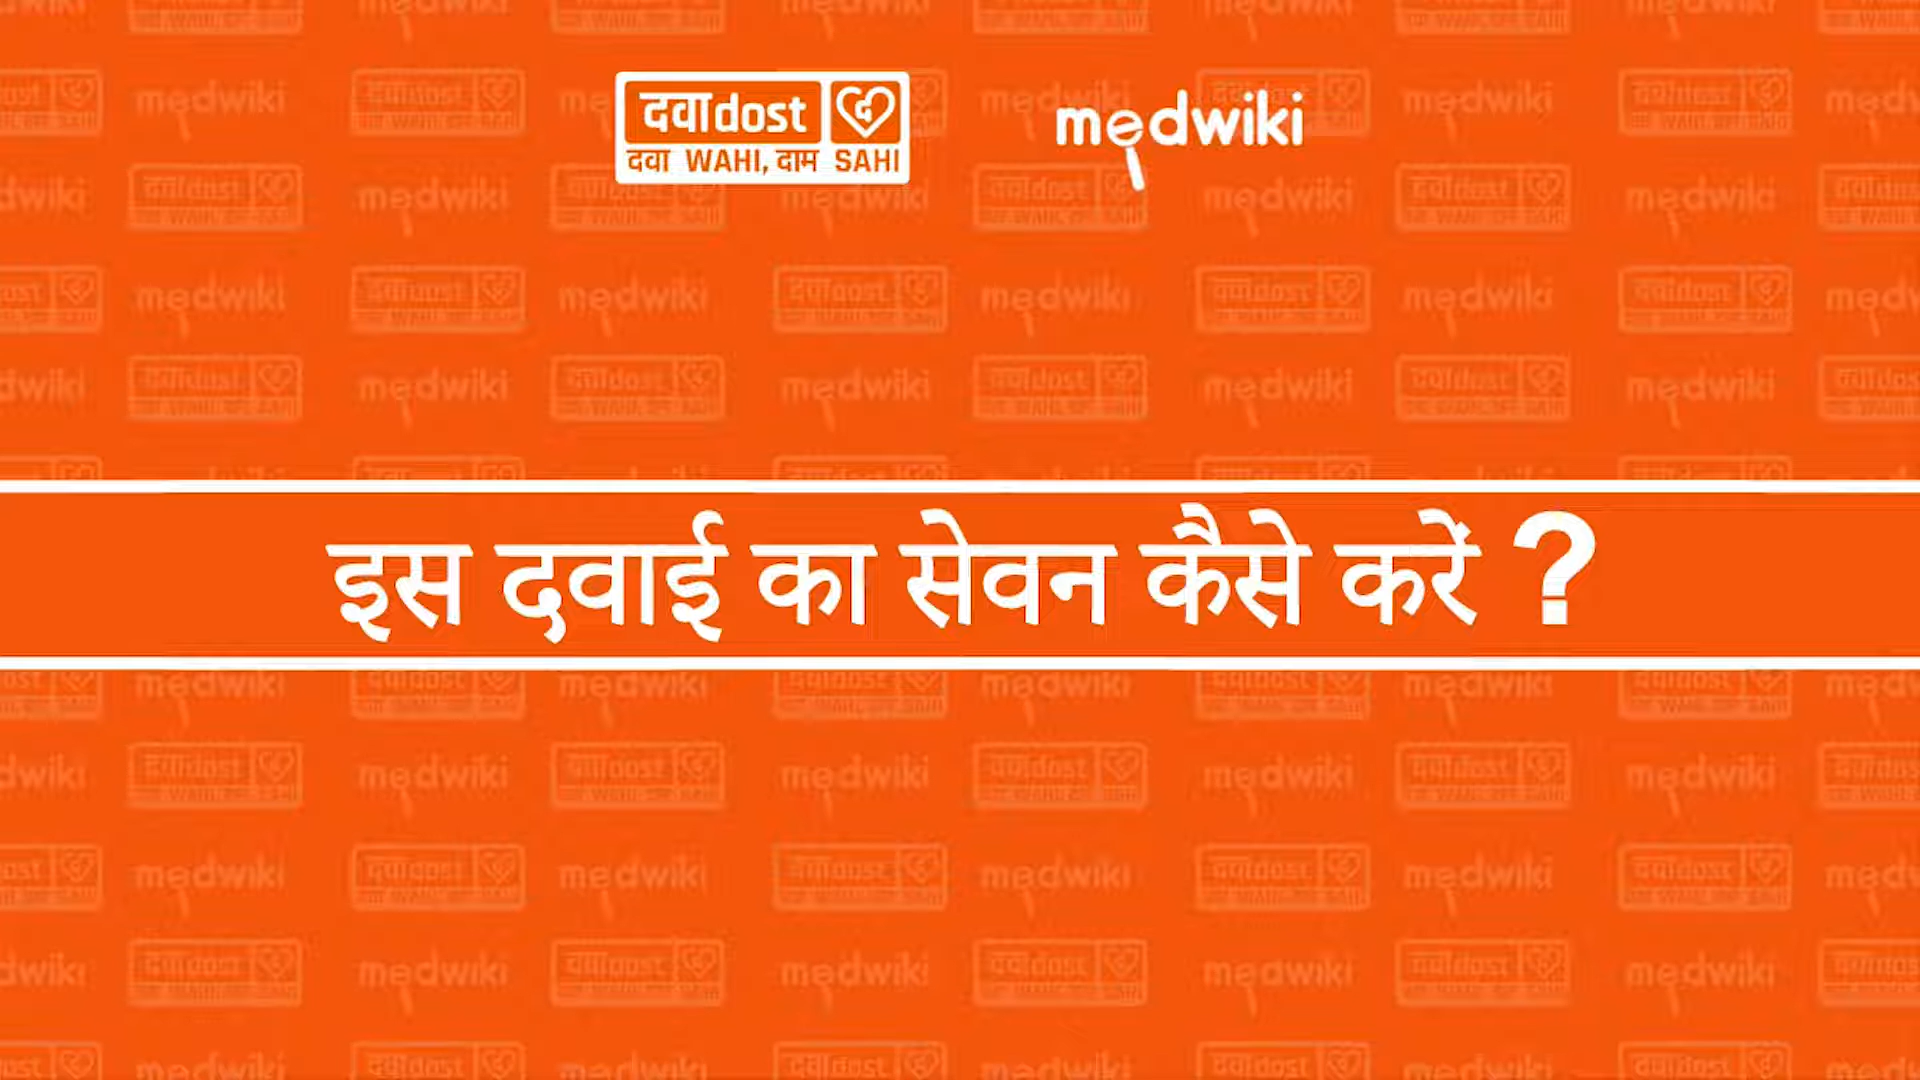 दवाdost
दवा WAHI, दाम SAHI
medwiki
इस दवाई का सेवन कैसे करें ?